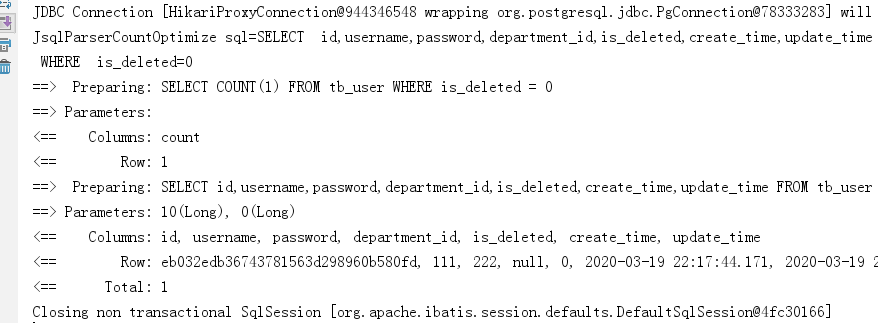 JDBC Connection [HikariProxyConnection@944346548 wrapping org.postgresql.jdbc.PgConnection@78333283] will
JsqlParserCountOptimize sql=SELECT  id,username,password,department_id,is_deleted,create_time,update_time
WHERE  is_deleted=0
==>  Preparing: SELECT COUNT(1) FROM tb_user WHERE is_deleted = 0
==> Parameters:
<==    Columns: count
<==        Row: 1
==>  Preparing: SELECT id,username,password,department_id,is_deleted,create_time,update_time FROM tb_user
==> Parameters: 10(Long), 0(Long)
<==    Columns: id, username, password, department_id, is_deleted, create_time, update_time
<==        Row: eb032edb36743781563d298960b580fd, 111, 222, null, 0, 2020-03-19 22:17:44.171, 2020-03-19
<==      Total: 1
Closing non transactional SqlSession [org.apache.ibatis.session.defaults.DefaultSqlSession@4fc30166]